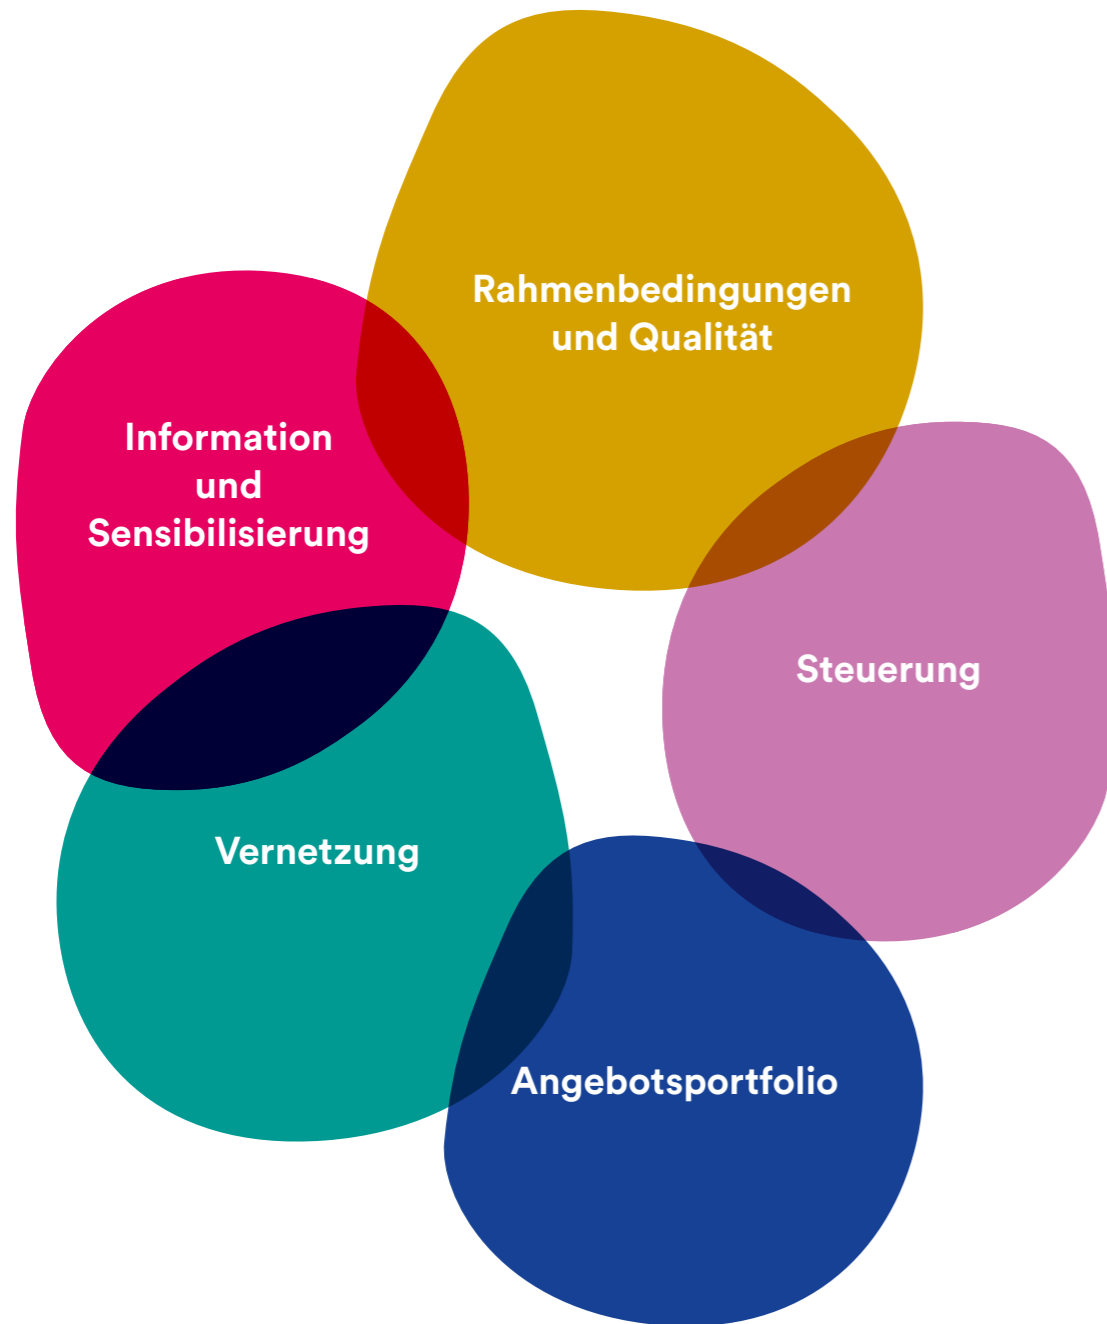 Rahmenbedingungen
und Qualität
Information
und
Sensibilisierung
Steuerung
Vernetzung
Angebotsportfolio